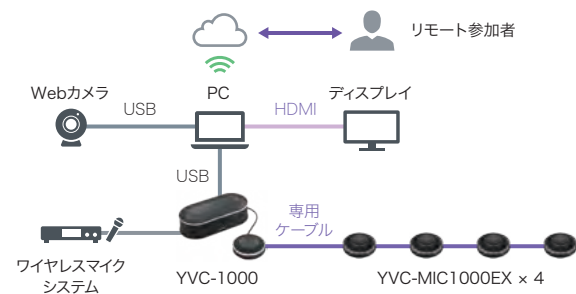 リモート参加者
Webカメラ
PC
ディスプレイ
USB
HDMI
USB
専用
ケーブル
ワイヤレスマイク
システム
YVC-1000
YVC-MIC1000EX × 4